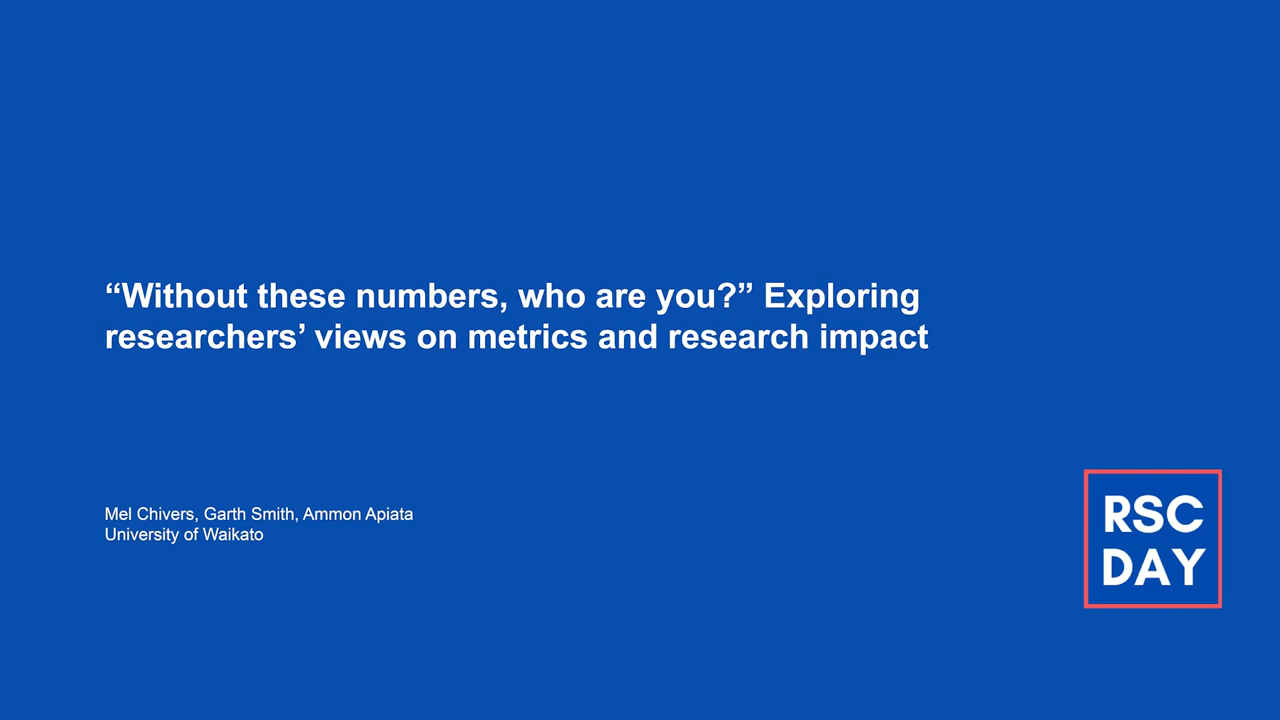 “Without these numbers, who are you?” Exploring
researchers’ views on metrics and research impact
Mel Chivers, Garth Smith, Ammon Apiata
University of Waikato
RSC
DAY